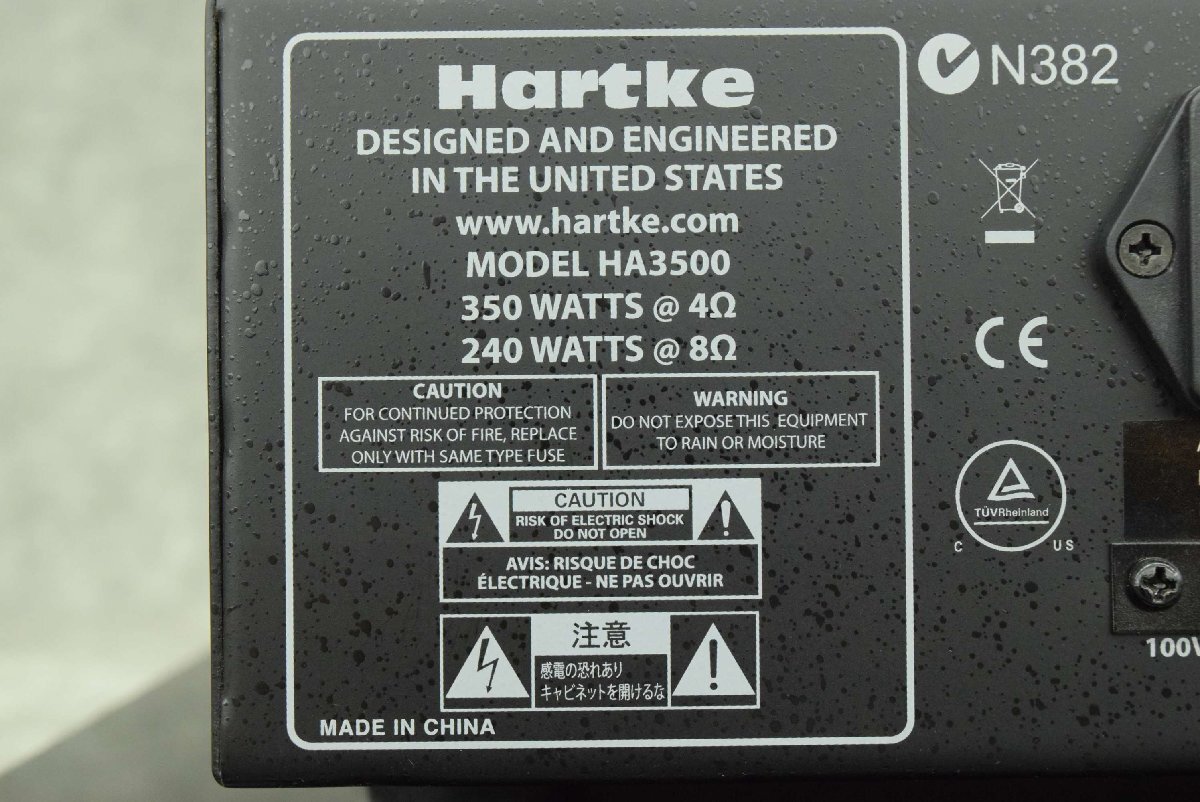 Hartke
DESIGNED AND ENGINEERED
IN THE UNITED STATES
www.hartke.com
MODEL HA3500
350 WATTS @ 4Ω
240 WATTS @ 8Ω
CAUTION
FOR CONTINUED PROTECTION
AGAINST RISK OF FIRE, REPLACE
ONLY WITH SAME TYPE FUSE
WARNING
DO NOT EXPOSE THIS EQUIPMENT
TO RAIN OR MOISTURE
CAUTION
RISK OF ELECTRIC SHOCK
DO NOT OPEN
AVIS: RISQUE DE CHOC
ÉLECTRIQUE - NE PAS OUVRIR
注意
感電の恐れあり
キャビネットを開けるな
MADE IN CHINA
N382
CE
TÜVRheinland
C US
100V